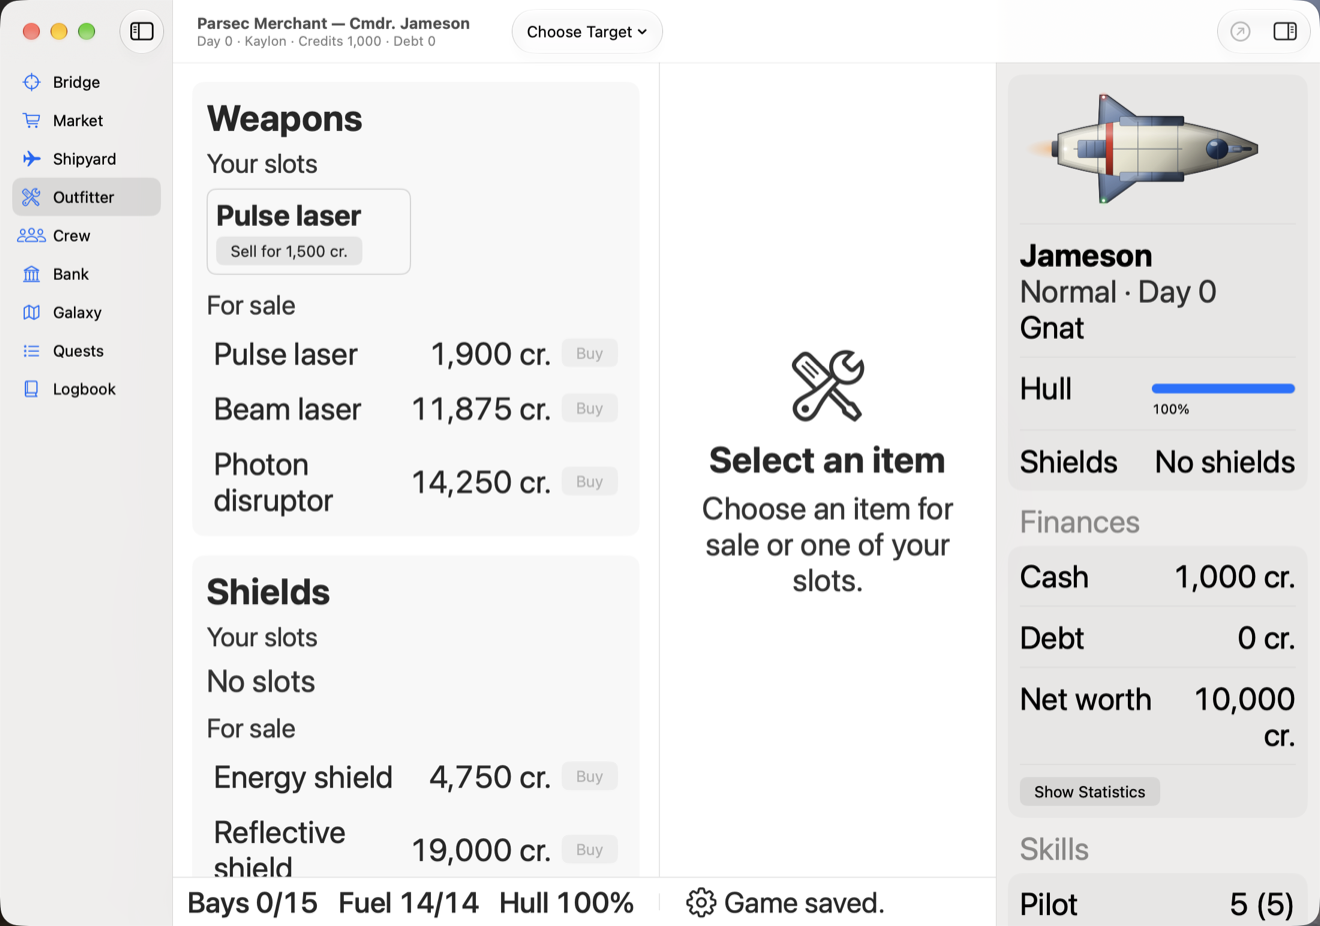 Parsec Merchant — Cmdr. Jameson
Day 0 · Kaylon · Credits 1,000 · Debt 0
Choose Target
Bridge
Market
Shipyard
Outfitter
Crew
Bank
Galaxy
Quests
Logbook
Weapons
Your slots
Pulse laser
Sell for 1,500 cr.
For sale
Pulse laser 1,900 cr. Buy
Beam laser 11,875 cr. Buy
Photon
disruptor 14,250 cr. Buy
Shields
Your slots
No slots
For sale
Energy shield 4,750 cr. Buy
Reflective
shield 19,000 cr. Buy
Select an item
Choose an item for
sale or one of your
slots.
Jameson
Normal · Day 0
Gnat
Hull
100%
Shields No shields
Finances
Cash 1,000 cr.
Debt 0 cr.
Net worth 10,000
cr.
Show Statistics
Skills
Pilot 5 (5)
Bays 0/15 Fuel 14/14 Hull 100% Game saved.